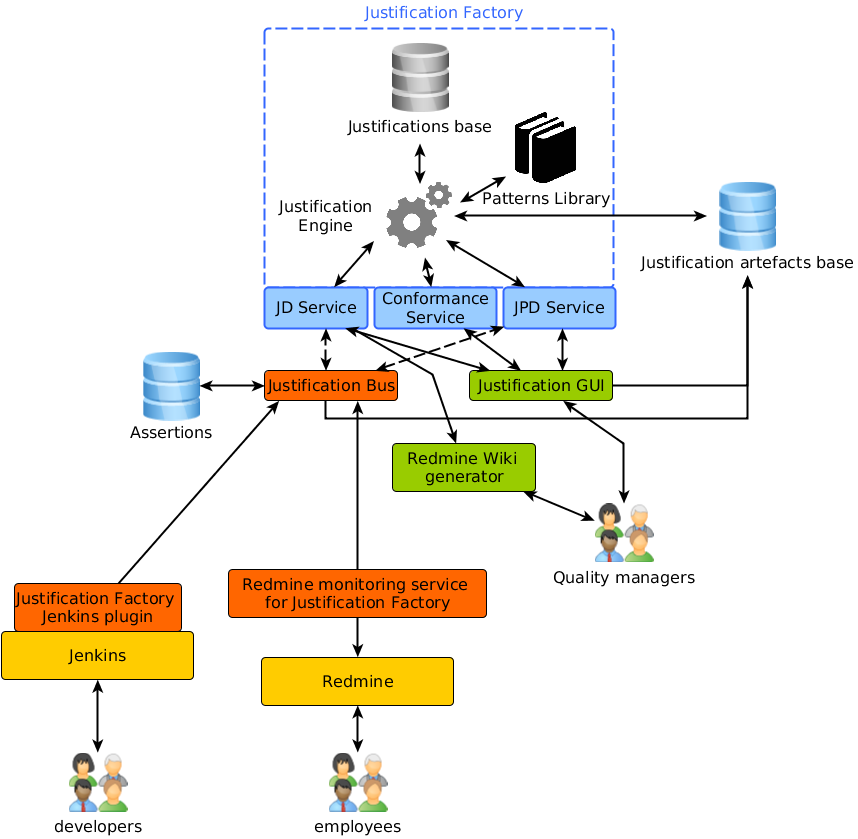 Justification Factory
Justifications base
Patterns Library
Justification
Engine
Justification artefacts base
JD Service
Conformance
Service
JPD Service
Justification Bus
Justification GUI
Assertions
Redmine Wiki
generator
Quality managers
Justification Factory
Jenkins plugin
Redmine monitoring service
for Justification Factory
Jenkins
Redmine
developers
employees